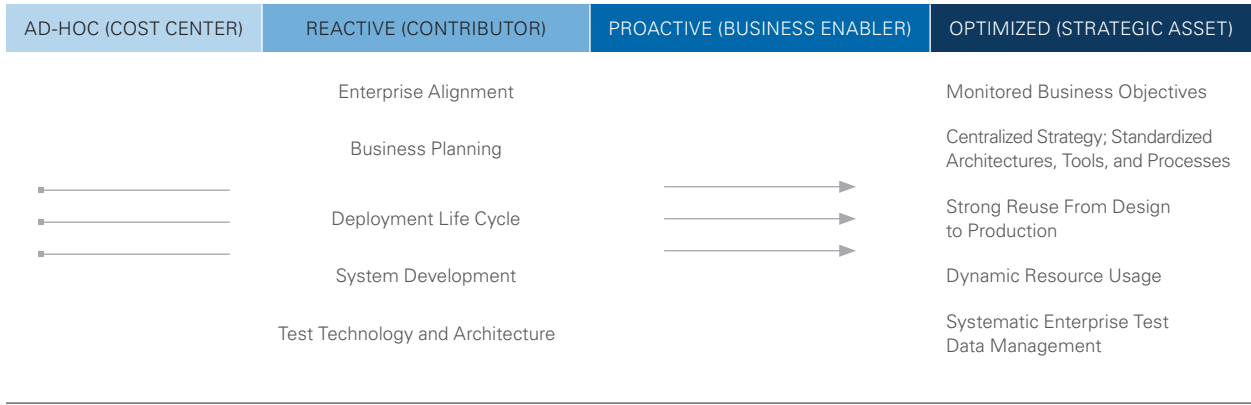 AD-HOC (COST CENTER)
REACTIVE (CONTRIBUTOR)
PROACTIVE (BUSINESS ENABLER)
OPTIMIZED (STRATEGIC ASSET)
Enterprise Alignment
Business Planning
Deployment Life Cycle
System Development
Test Technology and Architecture
Monitored Business Objectives
Centralized Strategy; Standardized
Architectures, Tools, and Processes
Strong Reuse From Design
to Production
Dynamic Resource Usage
Systematic Enterprise Test
Data Management